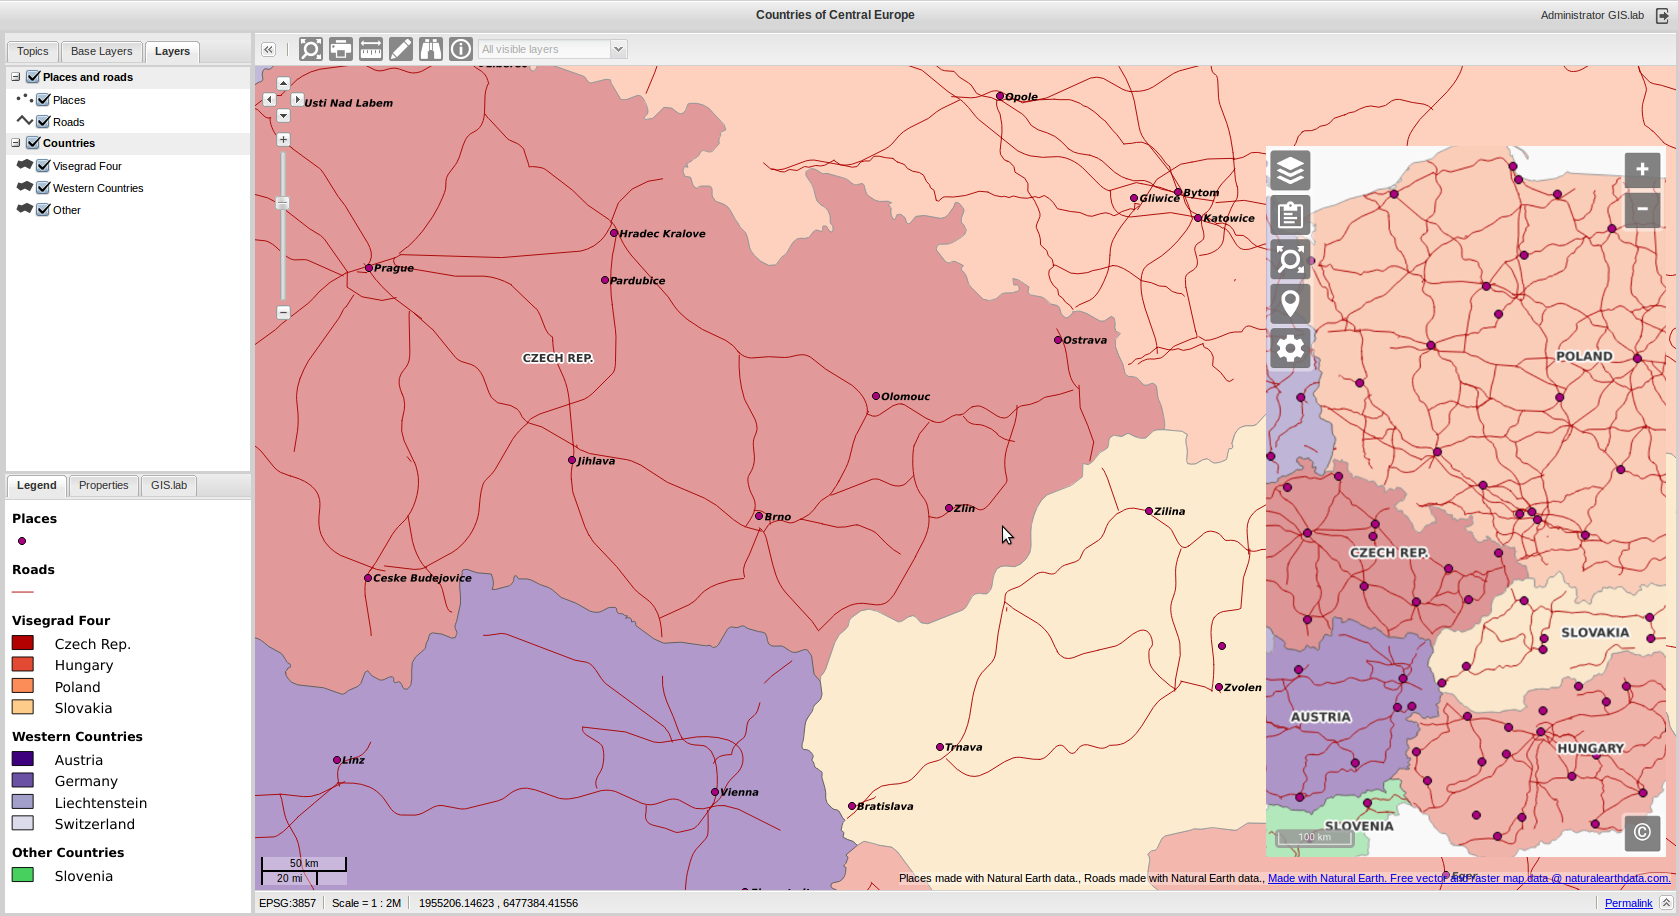 Countries of Central Europe
Administrator GIS.lab
Topics
Base Layers
Layers
All visible layers
Places and roads
Places
Roads
Countries
Visegrad Four
Western Countries
Other
Legend
Properties
GIS.lab
Places
Roads
Visegrad Four
Czech Rep.
Hungary
Poland
Slovakia
Western Countries
Austria
Germany
Liechtenstein
Switzerland
Other Countries
Slovenia
Usti Nad Labem
Opole
Gliwice
Bytom
Katowice
Hradec Kralove
Prague
Pardubice
Ostrava
CZECH REP.
Olomouc
Jihlava
Brno
Zlin
Zilina
Ceske Budejovice
Zvolen
Trnava
Linz
Vienna
Bratislava
50 km
20 mi
POLAND
CZECH REP.
SLOVAKIA
AUSTRIA
HUNGARY
SLOVENIA
100 km
©
Places made with Natural Earth data., Roads made with Natural Earth data., Made with Natural Earth. Free vector and raster map data @ naturalearthdata.com.
EPSG:3857
Scale = 1 : 2M
1955206.14623 , 6477384.41556
Permalink